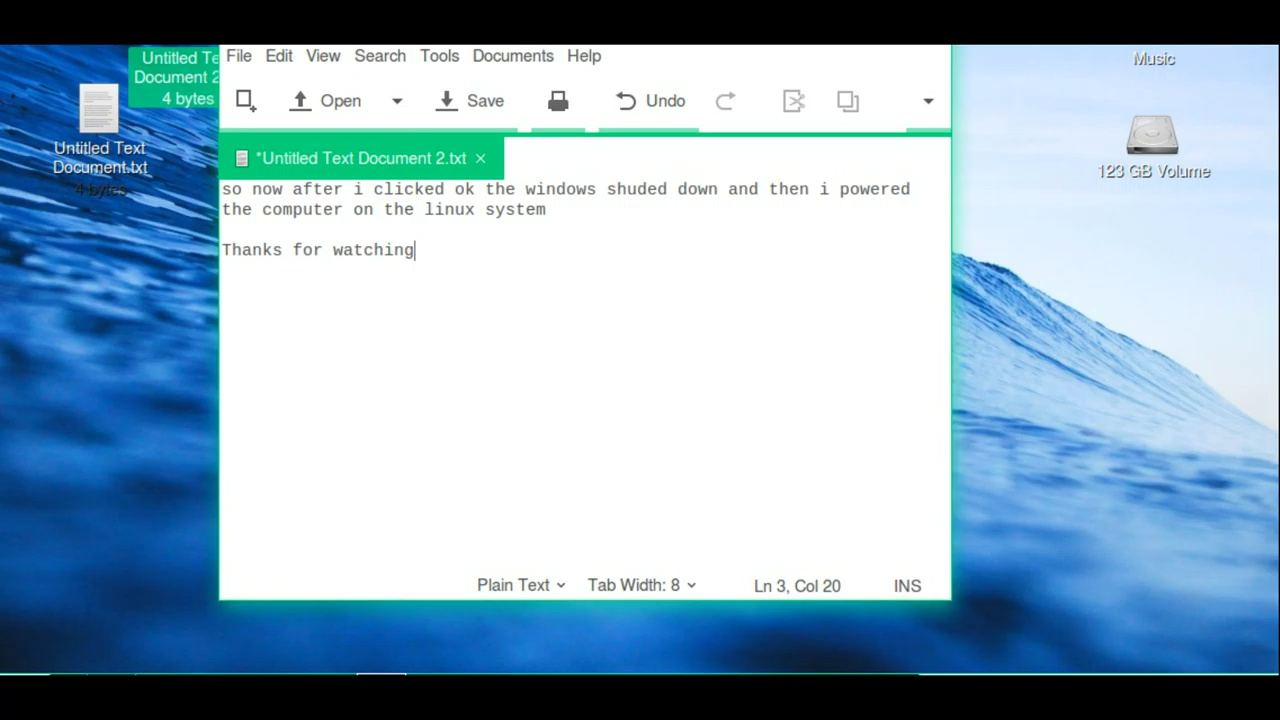 Untitled Te
Document 2
4 bytes
Untitled Text
Document.txt
4 bytes
File Edit View Search Tools Documents Help
Open Save Undo
*Untitled Text Document 2.txt
so now after i clicked ok the windows shuded down and then i powered
the computer on the linux system
Thanks for watching
Plain Text Tab Width: 8 Ln 3, Col 20 INS
Music
123 GB Volume